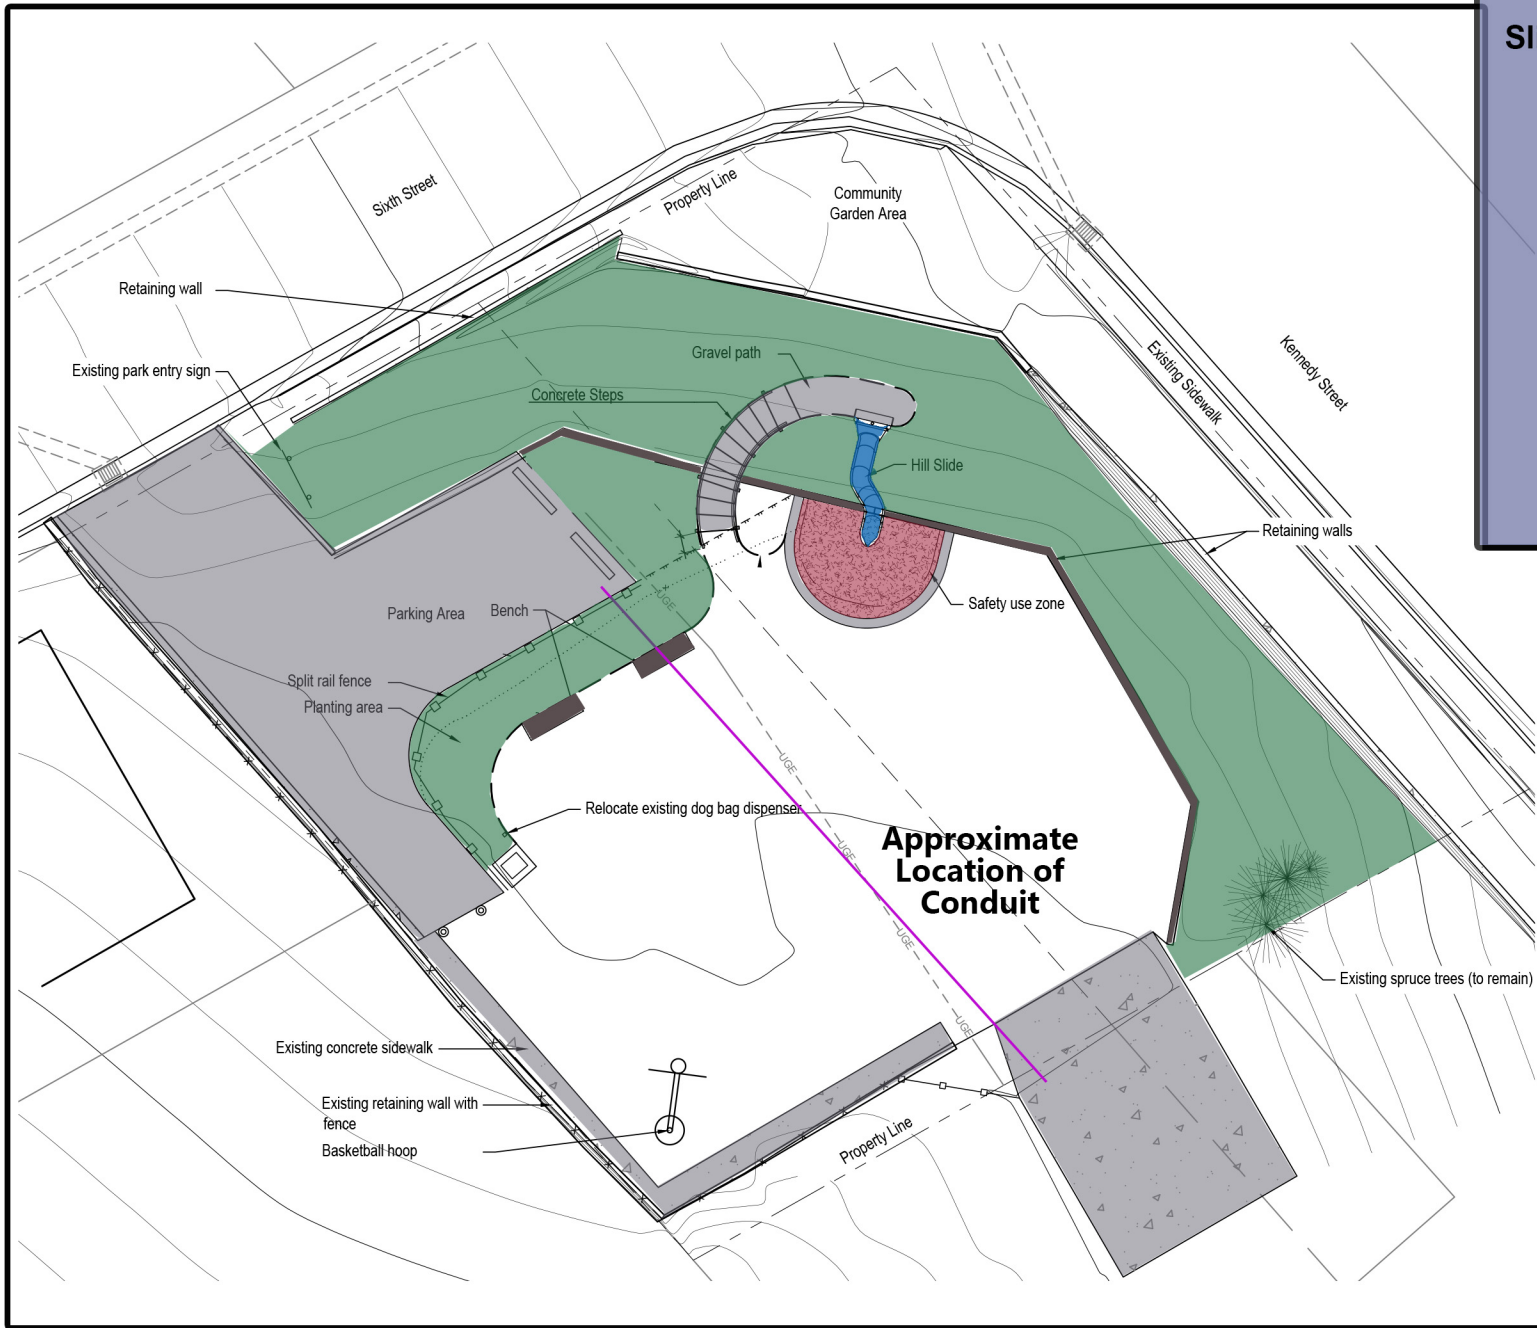 SI
Sixth Street
Property Line
Community
Garden Area
Retaining wall
Existing park entry sign
Gravel path
Concrete Steps
Existing Sidewalk
Kennedy Street
Hill Slide
Retaining walls
Safety use zone
UGE
Parking Area
Bench
Split rail fence
Planting area
UGE
Relocate existing dog bag dispenser
UGE
Approximate
Location of
Conduit
UGE
Existing spruce trees (to remain)
UGE
Existing concrete sidewalk
Existing retaining wall with
fence
Basketball hoop
Property Line